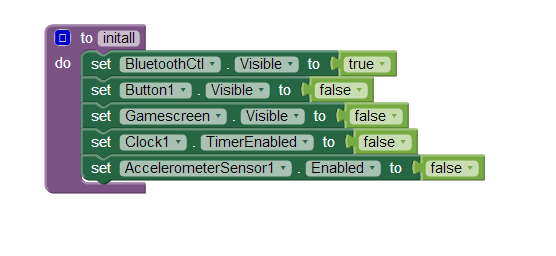 to initall
do set BluetoothCtl . Visible to true
set Button1 . Visible to false
set Gamescreen . Visible to false
set Clock1 . TimerEnabled to false
set AccelerometerSensor1 . Enabled to false